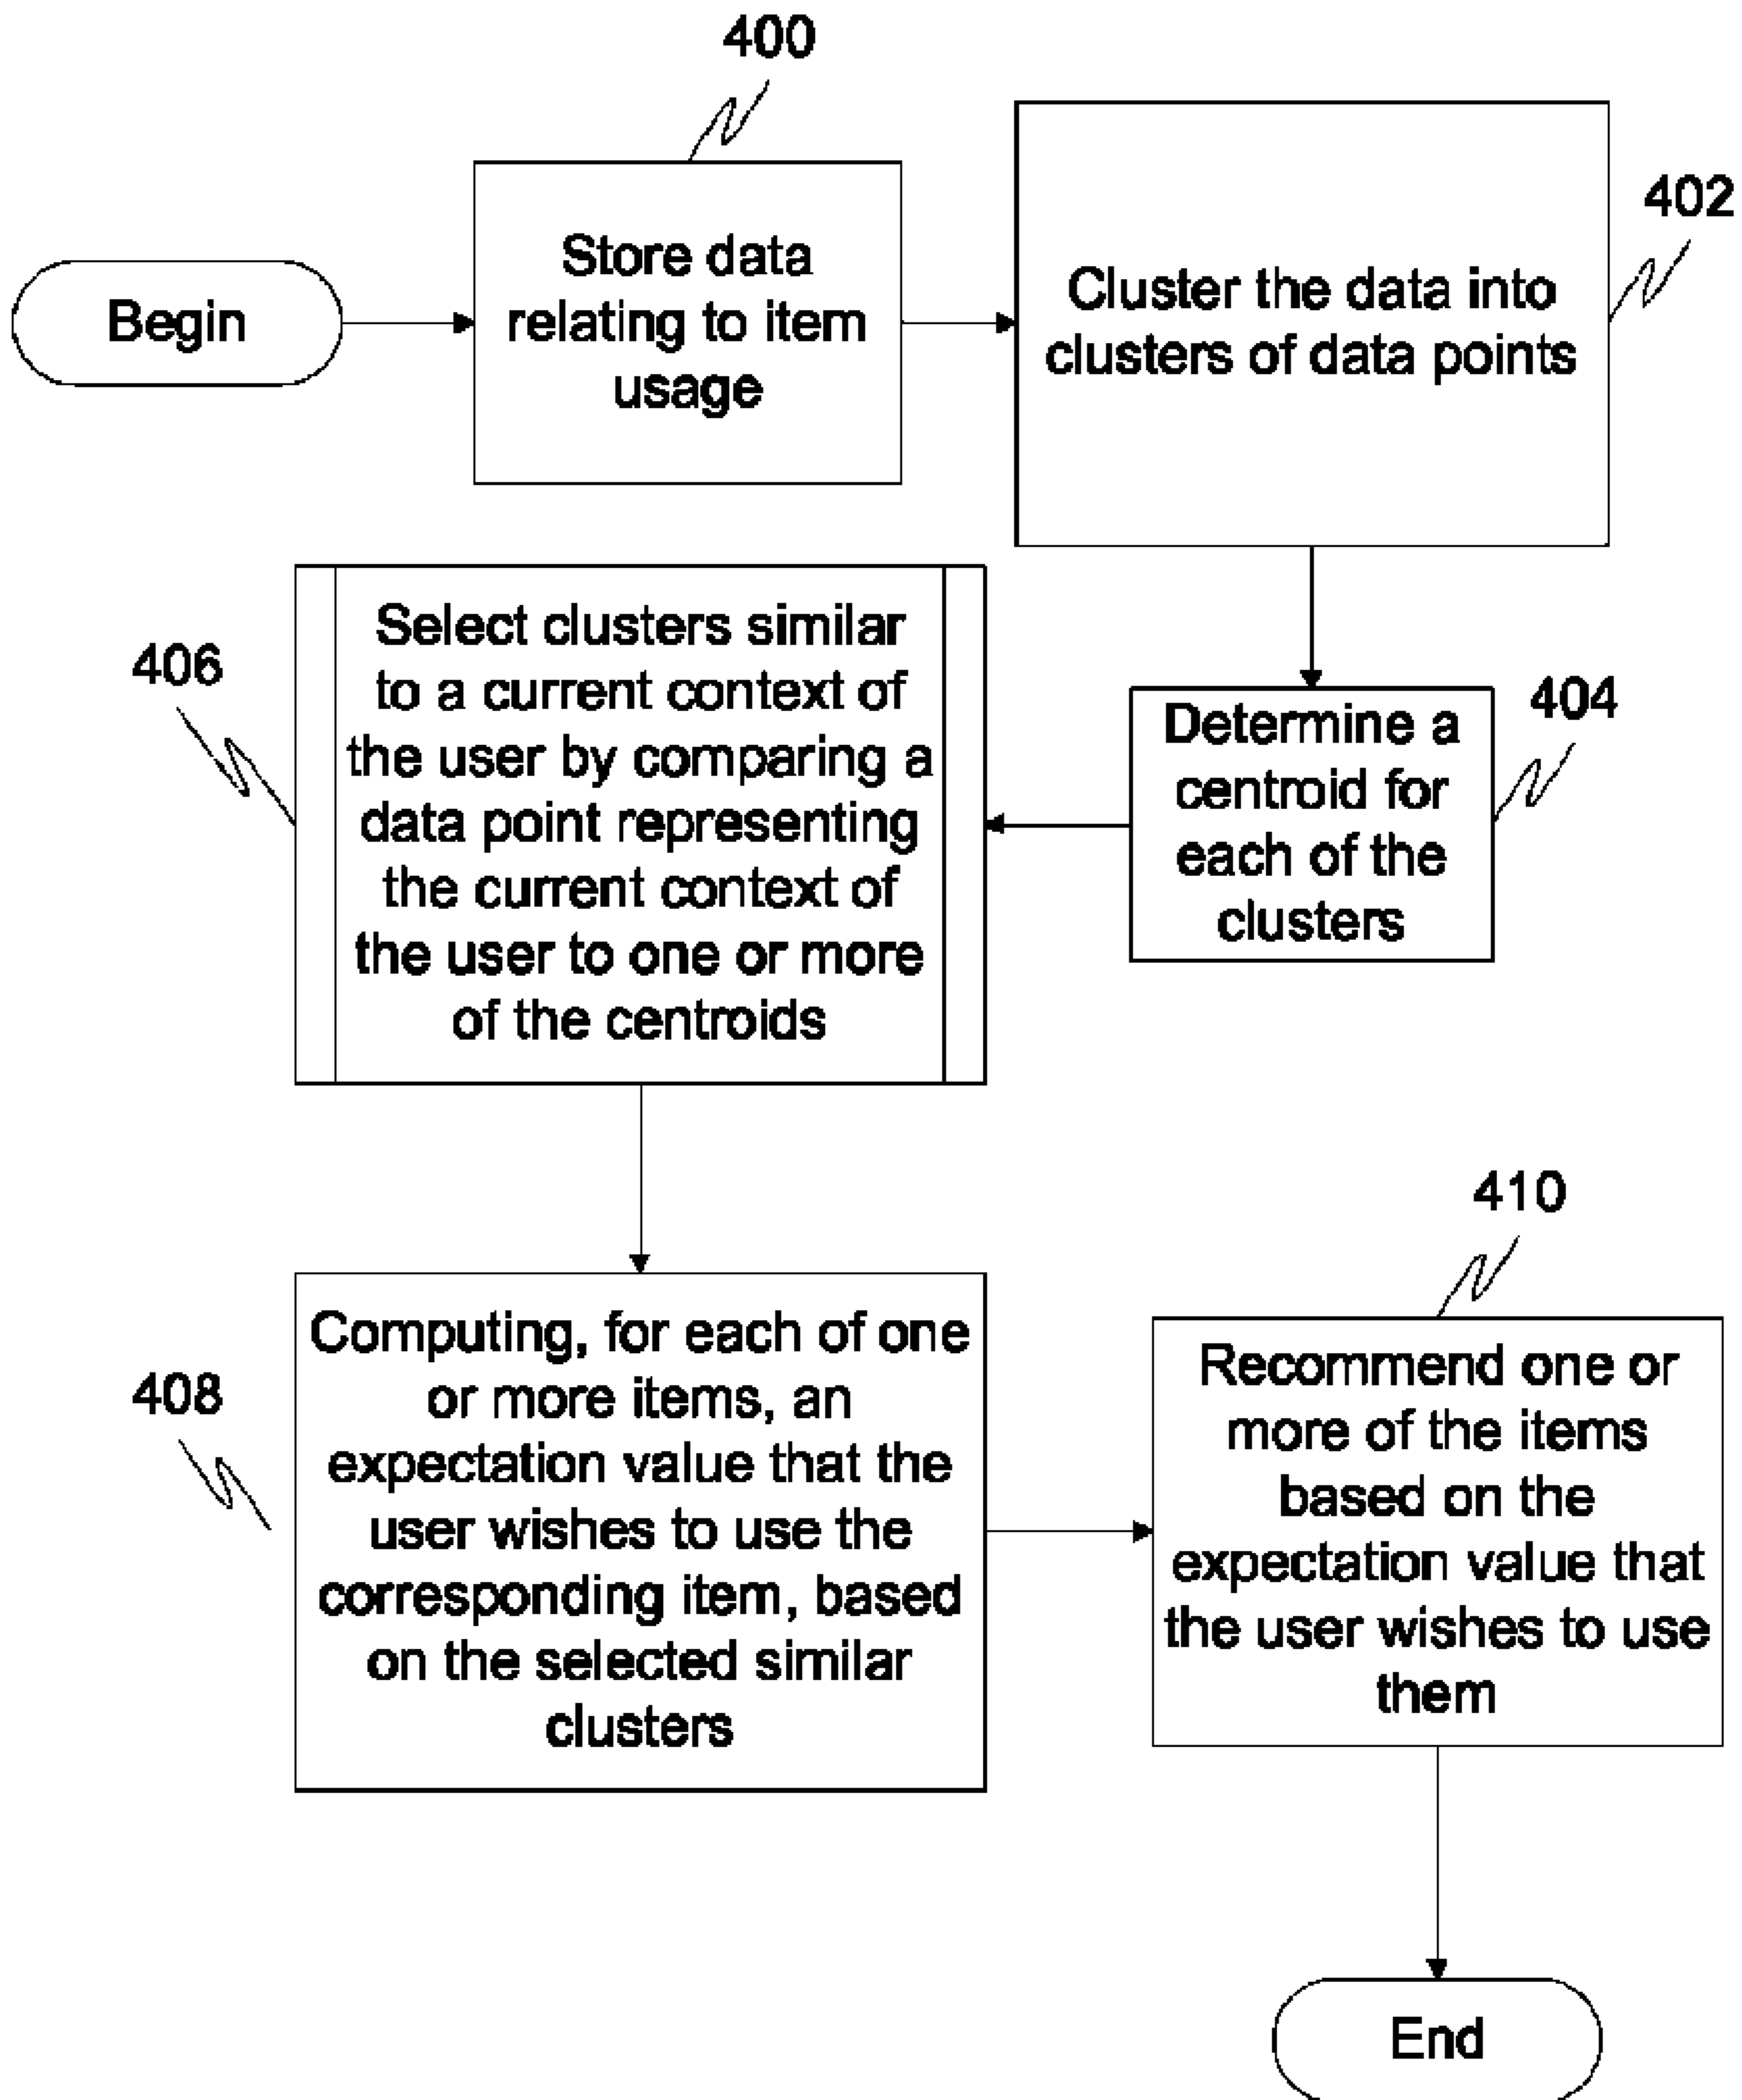 400
Begin
Store data
relating to item
usage
402
Cluster the data into
clusters of data points
404
Determine a
centroid for
each of the
clusters
406
Select clusters similar
to a current context of
the user by comparing a
data point representing
the current context of
the user to one or more
of the centroids
408
Computing, for each of one
or more items, an
expectation value that the
user wishes to use the
corresponding item, based
on the selected similar
clusters
410
Recommend one or
more of the items
based on the
expectation value that
the user wishes to use
them
End